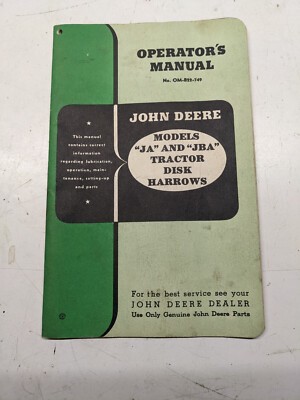 OPERATOR'S
MANUAL
No. OM-B22-749
JOHN DEERE
MODELS
"JA" AND "JBA"
TRACTOR
DISK
HARROWS
★
This manual
contains correct
information
regarding lubrication,
operation, main-
tenance, setting-up
and parts
★
For the best service see your
JOHN DEERE DEALER
Use Only Genuine John Deere Parts